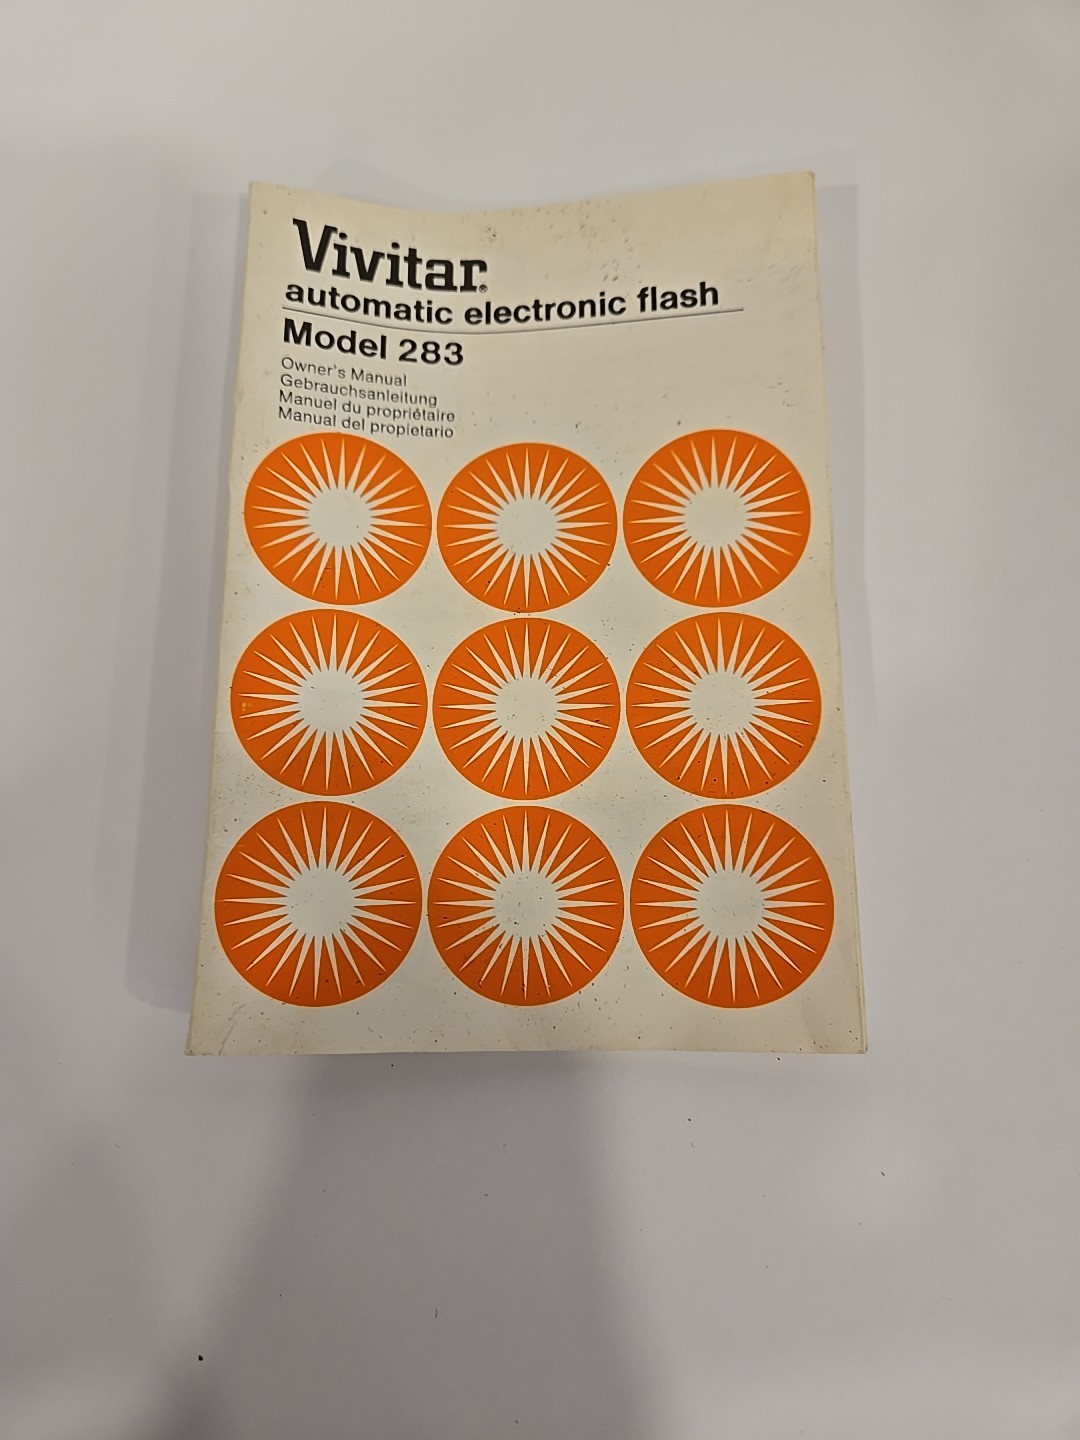 Vivitar®
automatic electronic flash
Model 283
Owner's Manual
Gebrauchsanleitung
Manuel du propriétaire
Manual del propietario